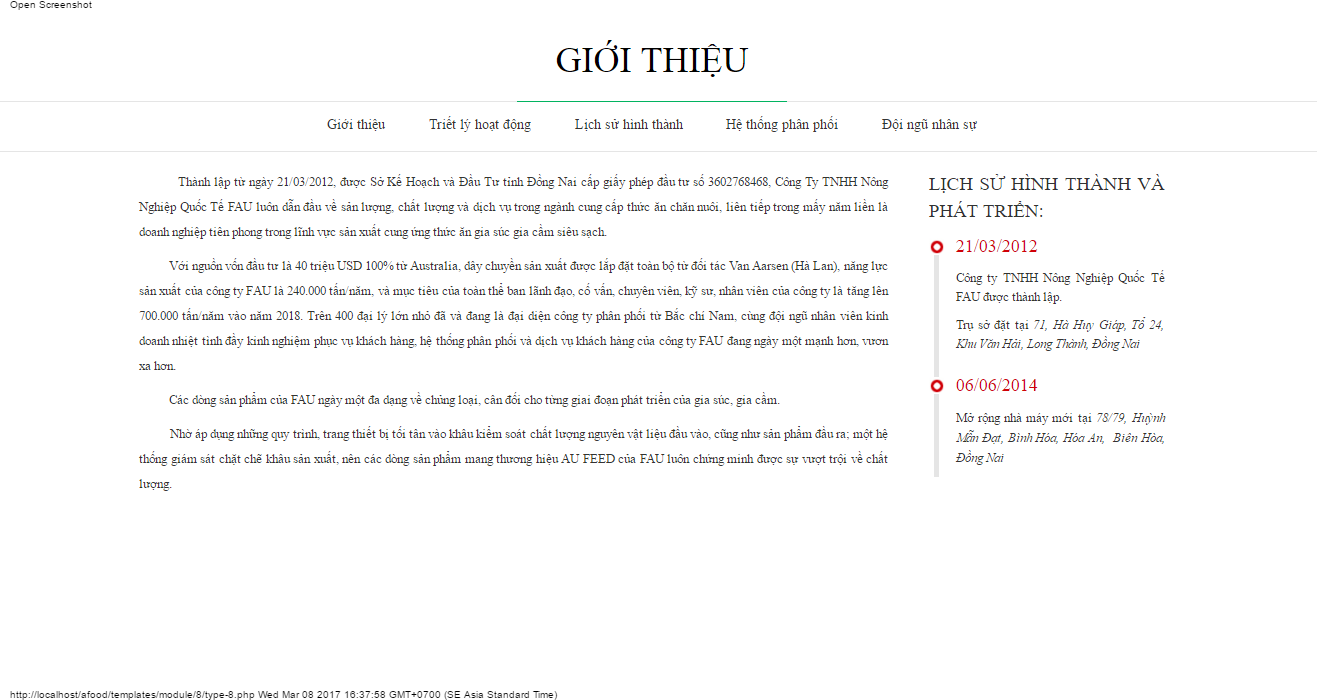 Open Screenshot
GIỚI THIỆU
Giới thiệu Triết lý hoạt động Lịch sử hình thành Hệ thống phân phối Đội ngũ nhân sự
Thành lập từ ngày 21/03/2012, được Sở Kế Hoạch và Đầu Tư tỉnh Đồng Nai cấp giấy phép đầu tư số 3602768468, Công Ty TNHH Nông
Nghiệp Quốc Tế FAU luôn dẫn đầu về sản lượng, chất lượng và dịch vụ trong ngành cung cấp thức ăn chăn nuôi, liên tiếp trong mấy năm liền là
doanh nghiệp tiên phong trong lĩnh vực sản xuất cung ứng thức ăn gia súc gia cầm siêu sạch.
Với nguồn vốn đầu tư là 40 triệu USD 100% từ Australia, dây chuyền sản xuất được lắp đặt toàn bộ từ đối tác Van Aarsen (Hà Lan), năng lực
sản xuất của công ty FAU là 240.000 tấn/năm, và mục tiêu của toàn thể ban lãnh đạo, cố vấn, chuyên viên, kỹ sư, nhân viên của công ty là tăng lên
700.000 tấn/năm vào năm 2018. Trên 400 đại lý lớn nhỏ đã và đang là đại diện công ty phân phối từ Bắc chí Nam, cùng đội ngũ nhân viên kinh
doanh nhiệt tình đầy kinh nghiệm phục vụ khách hàng, hệ thống phân phối và dịch vụ khách hàng của công ty FAU đang ngày một mạnh hơn, vươn
xa hơn.
Các dòng sản phẩm của FAU ngày một đa dạng về chủng loại, cân đối cho từng giai đoạn phát triển của gia súc, gia cầm.
Nhờ áp dụng những quy trình, trang thiết bị tối tân vào khâu kiểm soát chất lượng nguyên vật liệu đầu vào, cũng như sản phẩm đầu ra; một hệ
thống giám sát chặt chẽ khâu sản xuất, nên các dòng sản phẩm mang thương hiệu AU FEED của FAU luôn chứng minh được sự vượt trội về chất
lượng.
LỊCH SỬ HÌNH THÀNH VÀ
PHÁT TRIỂN:
21/03/2012
Công ty TNHH Nông Nghiệp Quốc Tế
FAU được thành lập.
Trụ sở đặt tại 71, Hà Huy Giáp, Tổ 24,
Khu Văn Hải, Long Thành, Đồng Nai
06/06/2014
Mở rộng nhà máy mới tại 78/79, Huỳnh
Mẫn Đạt, Bình Hóa, Hóa An, Biên Hòa,
Đồng Nai
http://localhost/afood/templates/module/8/type-8.php Wed Mar 08 2017 16:37:58 GMT+0700 (SE Asia Standard Time)